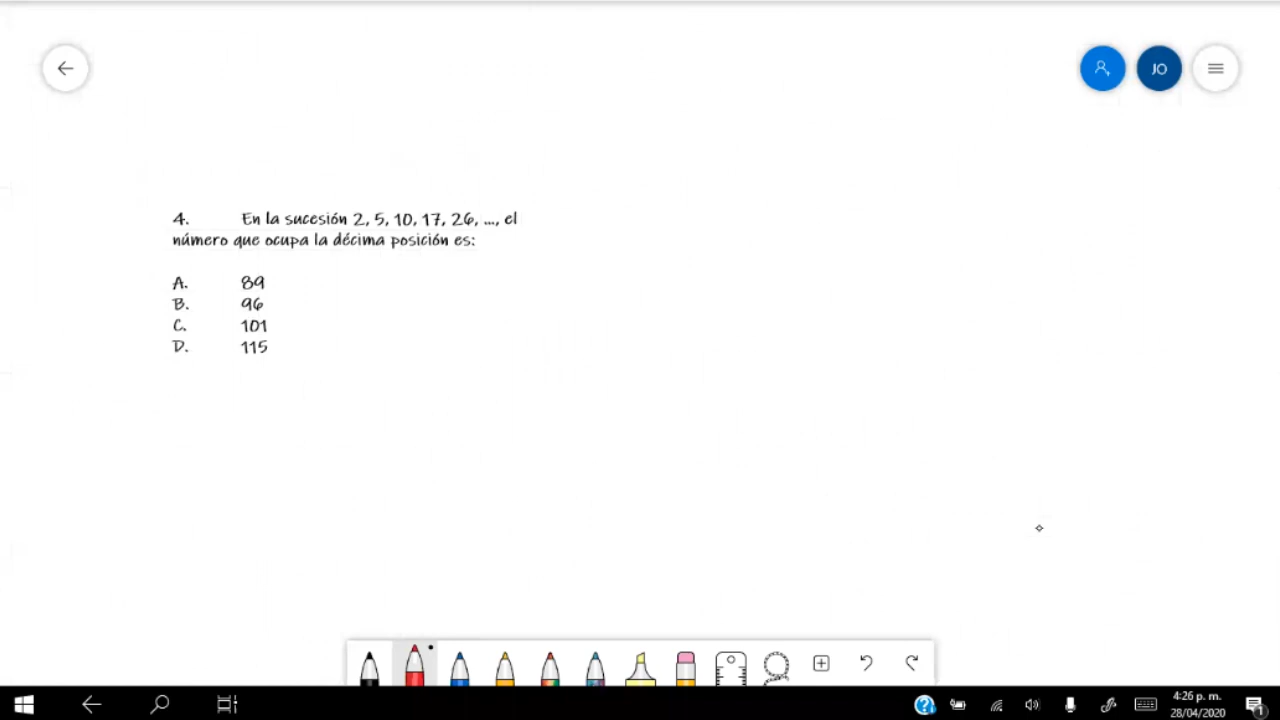 JO
4. En la sucesión 2, 5, 10, 17, 26, ..., el
número que ocupa la décima posición es:
A. 89
B. 96
C. 101
D. 115
4:26 p. m.
28/04/2020
1